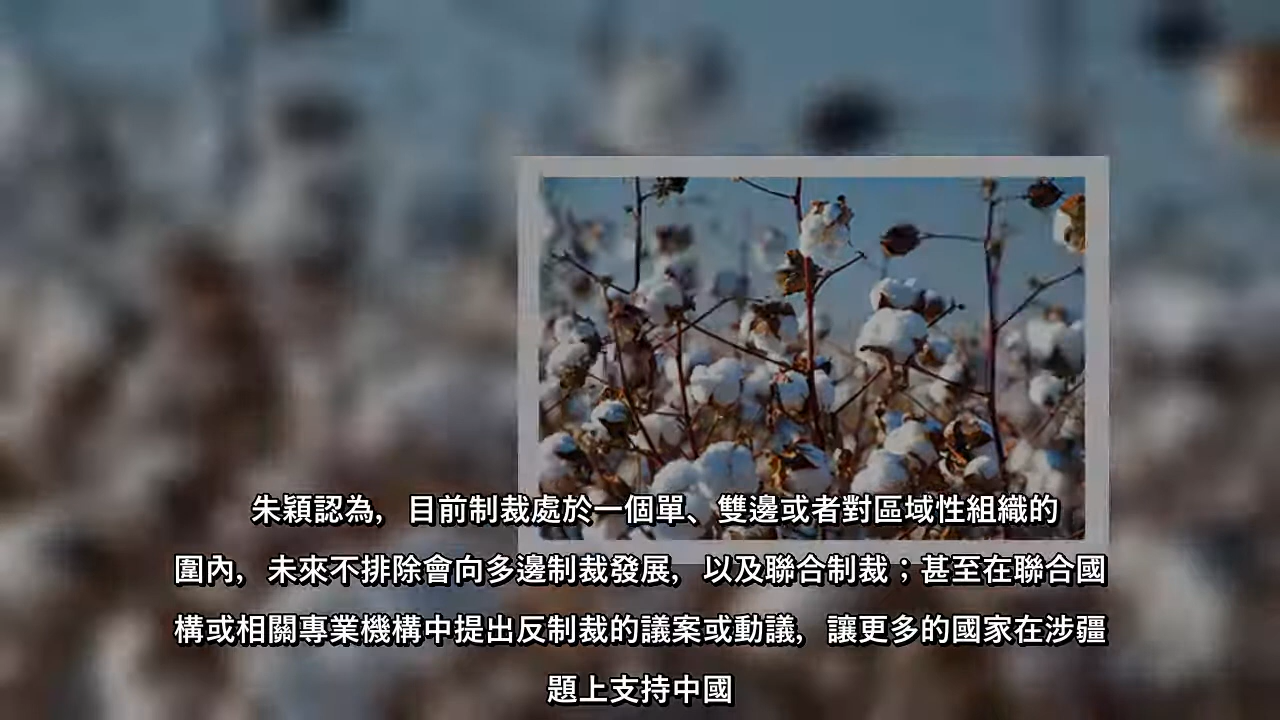 朱穎認為，目前制裁處於一個單、雙邊或者對區域性組織的
圍內，未來不排除會向多邊制裁發展，以及聯合制裁；甚至在聯合國
構或相關專業機構中提出反制裁的議案或動議，讓更多的國家在涉疆
題上支持中國